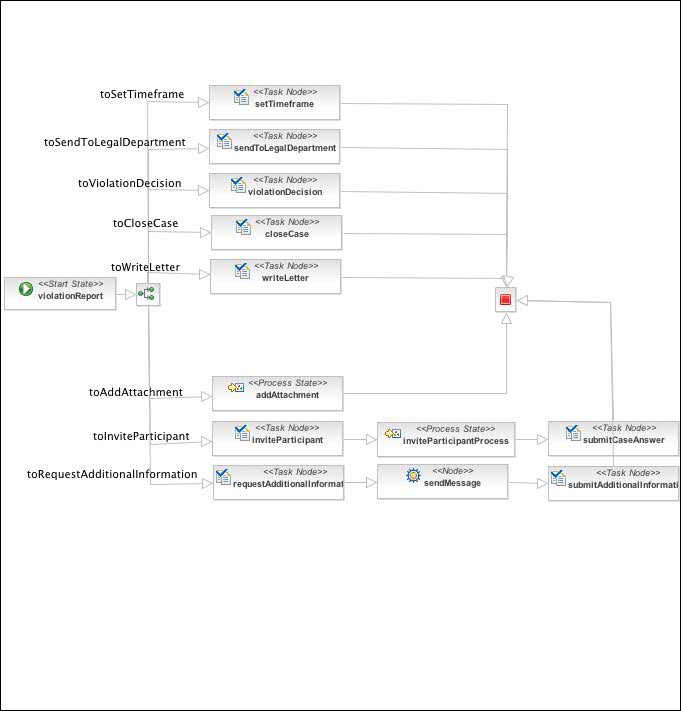 toSetTimeframe
<<Task Node>>
setTimeframe
toSendToLegalDepartment
<<Task Node>>
sendToLegalDepartment
toViolationDecision
<<Task Node>>
violationDecision
toCloseCase
<<Task Node>>
closeCase
toWriteLetter
<<Task Node>>
writeLetter
<<Start State>>
violationReport
toAddAttachment
<<Process State>>
addAttachment
toInviteParticipant
<<Task Node>>
inviteParticipant
<<Process State>>
inviteParticipantProcess
<<Task Node>>
submitCaseAnswer
toRequestAdditionalInformation
<<Task Node>>
requestAdditionalInformat
<<Node>>
sendMessage
<<Task Node>>
submitAdditionalInformati